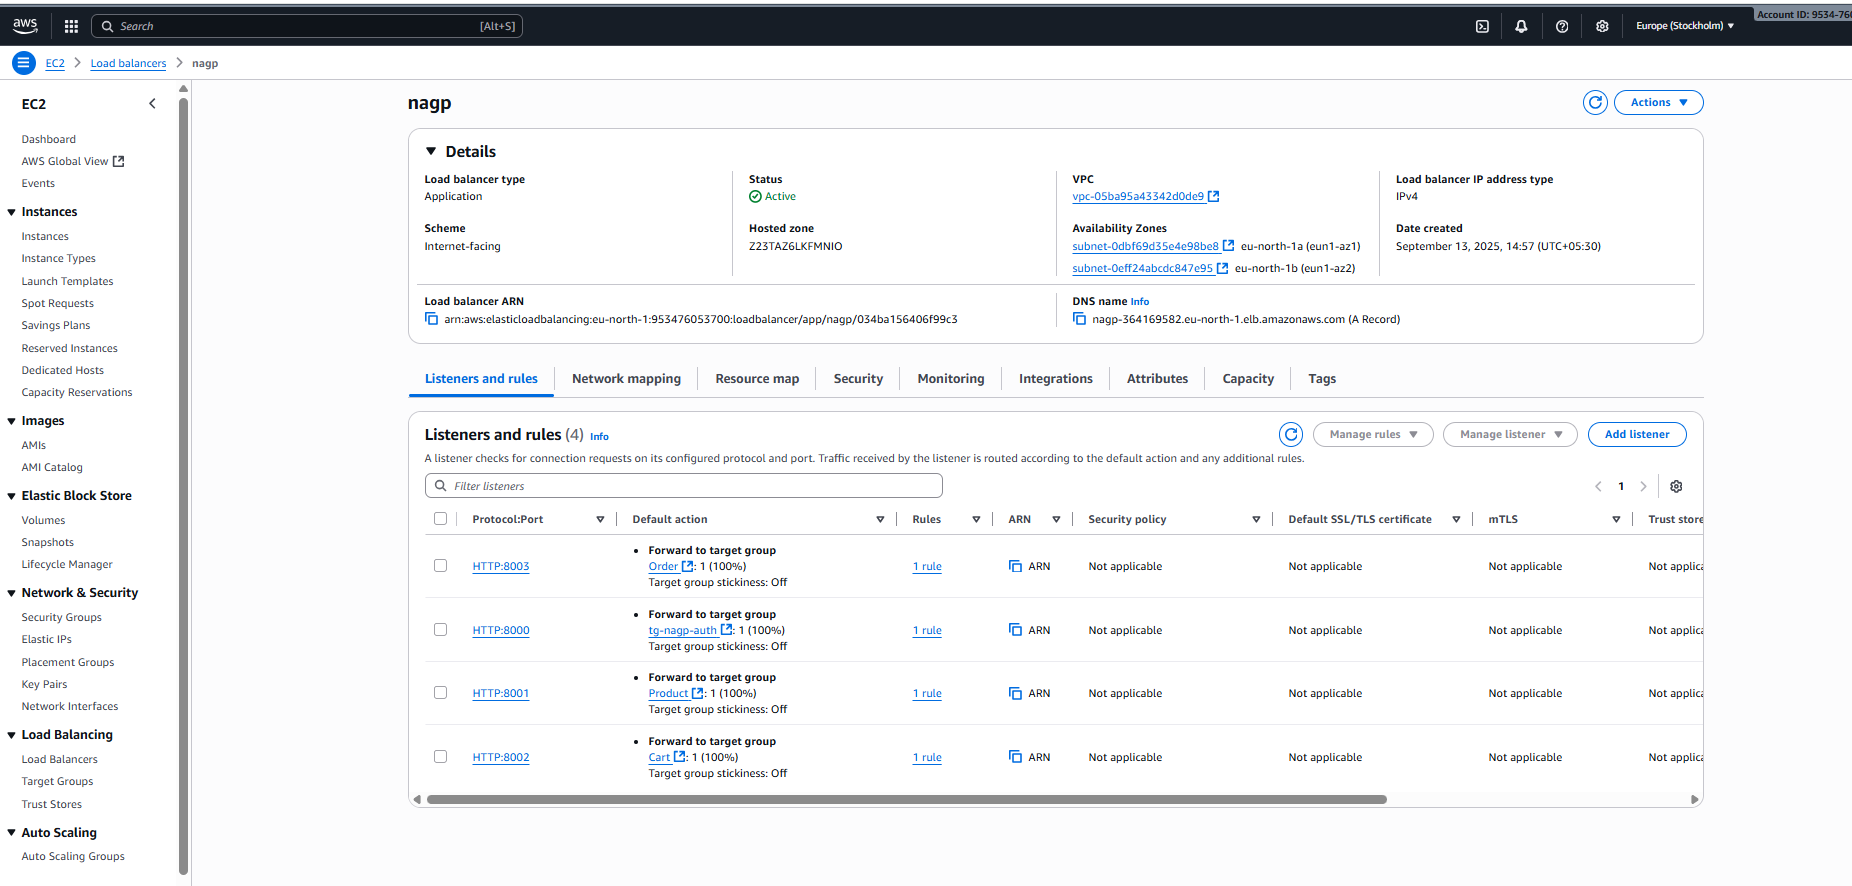 aws
Search [Alt+S]
Europe (Stockholm)
Account ID: 9534-760
EC2
Load balancers
nagp
EC2
Dashboard
AWS Global View
Events
Instances
Instances
Instance Types
Launch Templates
Spot Requests
Savings Plans
Reserved Instances
Dedicated Hosts
Capacity Reservations
Images
AMIs
AMI Catalog
Elastic Block Store
Volumes
Snapshots
Lifecycle Manager
Network & Security
Security Groups
Elastic IPs
Placement Groups
Key Pairs
Network Interfaces
Load Balancing
Load Balancers
Target Groups
Trust Stores
Auto Scaling
Auto Scaling Groups
nagp
Actions
Details
Load balancer type
Application
Status
Active
VPC
vpc-05ba95a43342d0de9
Load balancer IP address type
IPv4
Scheme
Internet-facing
Hosted zone
Z23TAZ6LKFMNIO
Availability Zones
subnet-0dbf69d35e4e98be8 eu-north-1a (eun1-az1)
subnet-0eff24abcdc847e95 eu-north-1b (eun1-az2)
Date created
September 13, 2025, 14:57 (UTC+05:30)
Load balancer ARN
arn:aws:elasticloadbalancing:eu-north-1:953476053700:loadbalancer/app/nagp/034ba156406f99c3
DNS name Info
nagp-364169582.eu-north-1.elb.amazonaws.com (A Record)
Listeners and rules Network mapping Resource map Security Monitoring Integrations Attributes Capacity Tags
Listeners and rules (4) Info
Manage rules Manage listener Add listener
A listener checks for connection requests on its configured protocol and port. Traffic received by the listener is routed according to the default action and any additional rules.
Filter listeners
1
Protocol:Port Default action Rules ARN Security policy Default SSL/TLS certificate mTLS Trust store
• Forward to target group
HTTP:8003 Order : 1 (100%) 1 rule ARN Not applicable Not applicable Not applicable Not applica
Target group stickiness: Off
• Forward to target group
HTTP:8000 tg-nagp-auth : 1 (100%) 1 rule ARN Not applicable Not applicable Not applicable Not applica
Target group stickiness: Off
• Forward to target group
HTTP:8001 Product : 1 (100%) 1 rule ARN Not applicable Not applicable Not applicable Not applica
Target group stickiness: Off
• Forward to target group
HTTP:8002 Cart : 1 (100%) 1 rule ARN Not applicable Not applicable Not applicable Not applica
Target group stickiness: Off